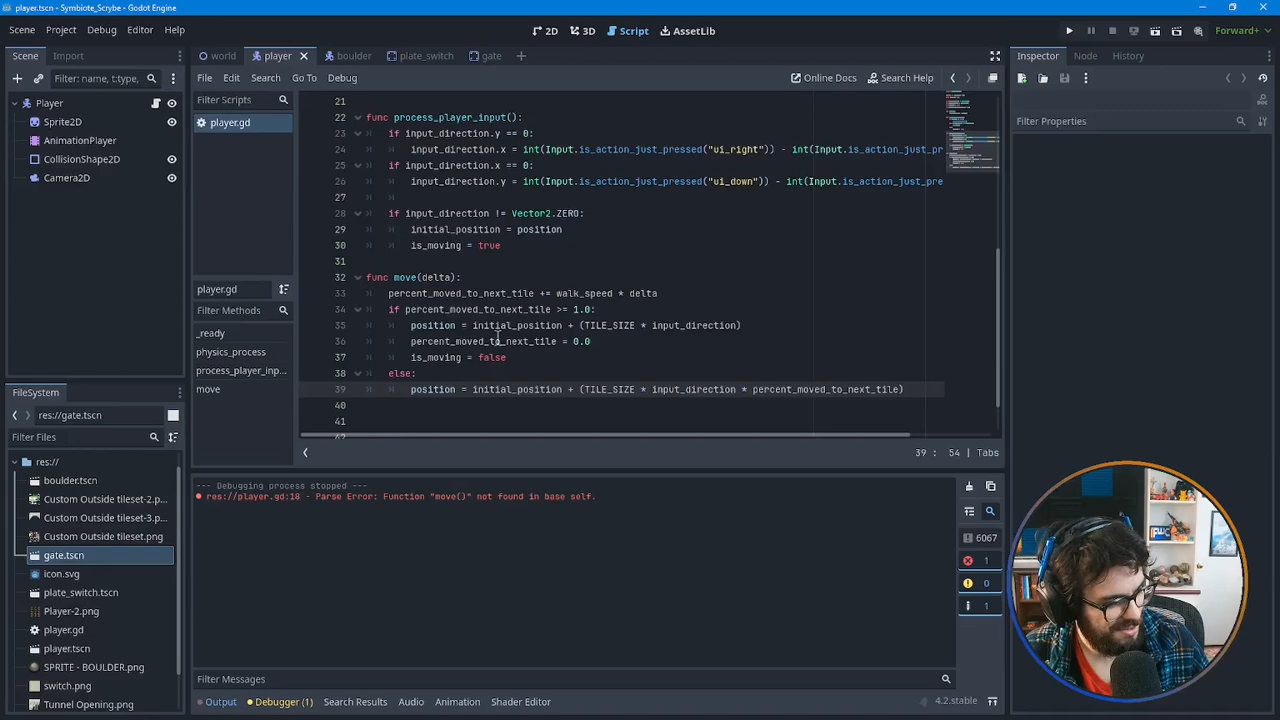 player.tscn - Symbiote_Scrybe - Godot Engine
Scene Project Debug Editor Help
2D 3D Script AssetLib
Forward+
Scene Import
world player boulder plate_switch gate
Inspector Node History
Filter: name, t:type,
File Edit Search Go To Debug
Online Docs Search Help
Player
Sprite2D
AnimationPlayer
CollisionShape2D
Camera2D
Filter Scripts
player.gd
player.gd
Filter Methods
_ready
physics_process
process_player_inp...
move
21
22 func process_player_input():
23 if input_direction.y == 0:
24 input_direction.x = int(Input.is_action_just_pressed("ui_right")) - int(Input.is_action_just_pr
25 if input_direction.x == 0:
26 input_direction.y = int(Input.is_action_just_pressed("ui_down")) - int(Input.is_action_just_pre
27
28 if input_direction != Vector2.ZERO:
29 initial_position = position
30 is_moving = true
31
32 func move(delta):
33 percent_moved_to_next_tile += walk_speed * delta
34 if percent_moved_to_next_tile >= 1.0:
35 position = initial_position + (TILE_SIZE * input_direction)
36 percent_moved_to_next_tile = 0.0
37 is_moving = false
38 else:
39 position = initial_position + (TILE_SIZE * input_direction * percent_moved_to_next_tile)
40
41
39 : 54 | Tabs
Filter Properties
FileSystem
res://gate.tscn
Filter Files
res://
boulder.tscn
Custom Outside tileset-2.p...
Custom Outside tileset-3.p...
Custom Outside tileset.png
gate.tscn
icon.svg
plate_switch.tscn
Player-2.png
player.gd
player.tscn
SPRITE - BOULDER.png
switch.png
Tunnel Opening.png
--- Debugging process stopped ---
res://player.gd:18 - Parse Error: Function "move()" not found in base self.
6067
1
0
1
Filter Messages
Output Debugger (1) Search Results Audio Animation Shader Editor
4.2.stable